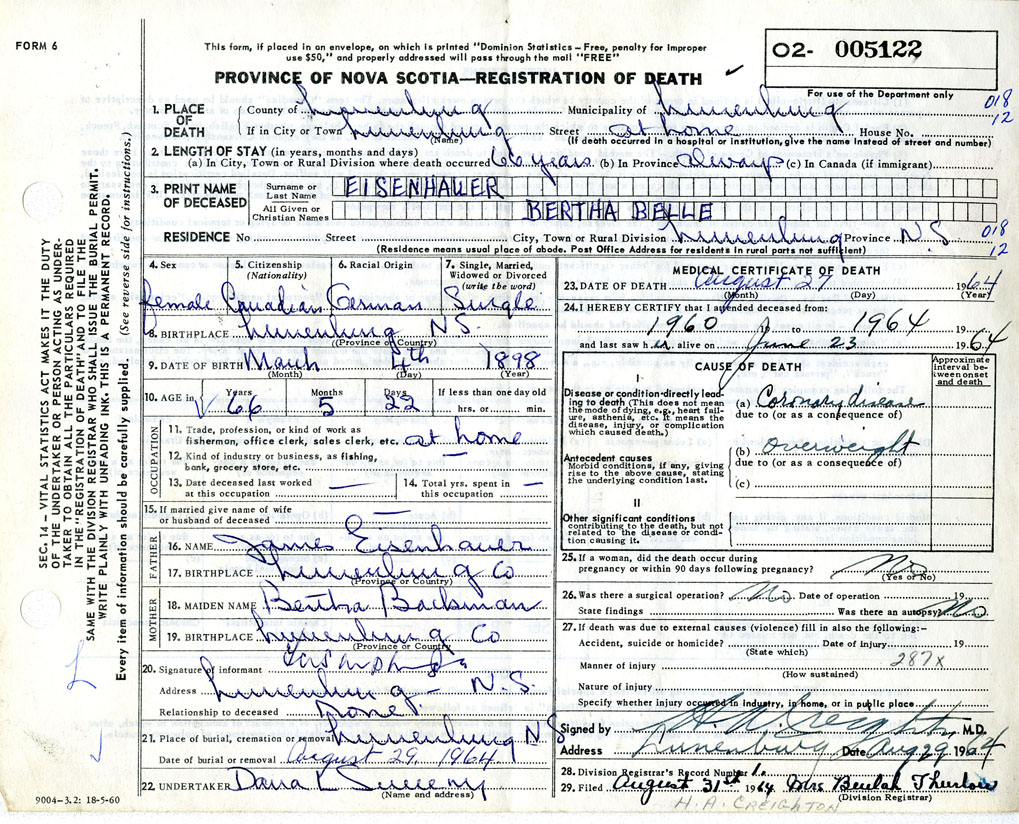 FORM 6
This form, if placed in an envelope, on which is printed "Dominion Statistics – Free, penalty for improper
use $50," and properly addressed will pass through the mail "FREE"
PROVINCE OF NOVA SCOTIA—REGISTRATION OF DEATH
O2- 005122
For use of the Department only
018
12
1. PLACE OF DEATH
County of Lunenburg Municipality of Lunenburg
If in City or Town Lunenburg Street at home House No.
(Name) (If death occurred in a hospital or institution, give the name instead of street and number)
2. LENGTH OF STAY (in years, months and days)
(a) In City, Town or Rural Division where death occurred 66 years (b) In Province always (c) In Canada (if immigrant)
3. PRINT NAME OF DECEASED
Surname or Last Name EISENHAUER
All Given or Christian Names BERTHA BELLE
RESIDENCE No Street City, Town or Rural Division Lunenburg Province N.S.
018
12
(Residence means usual place of abode. Post Office Address for residents in rural parts not sufficient)
4. Sex
female
5. Citizenship
(Nationality)
Canadian
6. Racial Origin
German
7. Single, Married,
Widowed or Divorced
(write the word)
Single
8. BIRTHPLACE Lunenburg N.S.
(Province or Country)
9. DATE OF BIRTH March 4th 1898
(Month) (Day) (Year)
10. AGE in Years Months Days If less than one day old
66 5 22 hrs. or min.
OCCUPATION
11. Trade, profession, or kind of work as
fishermon, office clerk, sales clerk, etc. at home
12. Kind of industry or business, as fishing,
bank, grocery store, etc. —
13. Date deceased last worked
at this occupation —
14. Total yrs. spent in
this occupation —
15. If married give name of wife
or husband of deceased —
FATHER
16. NAME James Eisenhauer
17. BIRTHPLACE Lunenburg Co
(Province or Country)
MOTHER
18. MAIDEN NAME Bertha Backman
19. BIRTHPLACE Lunenburg Co
(Province or Country)
20. Signature of informant
Address Lunenburg – N.S.
Relationship to deceased none
21. Place of burial, cremation or removal Lunenburg N S
Date of burial or removal August 29, 1964
22. UNDERTAKER Dana L Sweeny
(Name and address)
9004-3.2: 18-5-60
SEC. 14 – VITAL STATISTICS ACT MAKES IT THE DUTY
OF THE UNDERTAKER OR PERSON ACTING AS UNDER-
TAKER TO OBTAIN ALL THE PARTICULARS REQUIRED
IN THE "REGISTRATION OF DEATH" AND TO FILE THE
SAME WITH THE DIVISION REGISTRAR WHO SHALL ISSUE THE BURIAL PERMIT.
WRITE PLAINLY WITH UNFADING INK. THIS IS A PERMANENT RECORD.
Every item of information should be carefully supplied. (See reverse side for instructions.)
MEDICAL CERTIFICATE OF DEATH
23. DATE OF DEATH August 27 1964
(Month) (Day) (Year)
24. I HEREBY CERTIFY that I attended deceased from:
1960 to 1964 19
and last saw her alive on June 23 1964
CAUSE OF DEATH
Approximate
interval between
onset
and death
I
Disease or condition directly lead-
ing to death (This does not mean
the mode of dying, e.g., heart failure,
asthenia, etc. It means the
disease, injury, or complication
which caused death.)
(a) Coronary disease
due to (or as a consequence of)
(b) overweight
due to (or as a consequence of)
(c)
Antecedent causes
Morbid conditions, if any, giving
rise to the above cause, stating
the underlying condition last.
II
Other significant conditions
contributing to the death, but not
related to the disease or condi-
tion causing it.
25. If a woman, did the death occur during
pregnancy or within 90 days following pregnancy? No
(Yes or No)
26. Was there a surgical operation? No Date of operation 19
State findings Was there an autopsy? No
27. If death was due to external causes (violence) fill in also the following:–
Accident, suicide or homicide? Date of injury 19
(State which)
Manner of injury 287x
(How sustained)
Nature of injury
Specify whether injury occurred in industry, in home, or in public place
Signed by H A Creighton M.D.
Address Lunenburg Date Aug 29 1964
28. Division Registrar's Record Number 1.
29. Filed August 31st 1964 Mrs Beulah Thurlow
(Division Registrar)
H. A. CREIGHTON